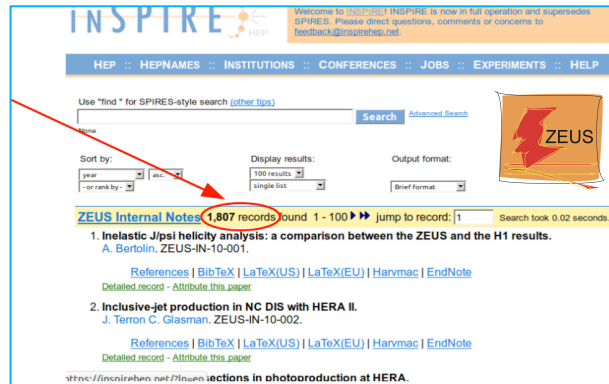 INSPIRE HEP
Welcome to INSPIRE! INSPIRE is now in full operation and supersedes
SPIRES. Please direct questions, comments or concerns to
feedback@inspirehep.net.
HEP :: HEPNAMES :: INSTITUTIONS :: CONFERENCES :: JOBS :: EXPERIMENTS :: HELP
Use "find " for SPIRES-style search (other tips)
Search Advanced Search
None
ZEUS
Sort by: Display results: Output format:
year asc. 100 results
- or rank by - single list Brief format
ZEUS Internal Notes 1,807 records found 1 - 100 jump to record: 1 Search took 0.02 seconds.
1. Inelastic J/psi helicity analysis: a comparison between the ZEUS and the H1 results.
A. Bertolin. ZEUS-IN-10-001.
References | BibTeX | LaTeX(US) | LaTeX(EU) | Harvmac | EndNote
Detailed record - Attribute this paper
2. Inclusive-jet production in NC DIS with HERA II.
J. Terron C. Glasman. ZEUS-IN-10-002.
References | BibTeX | LaTeX(US) | LaTeX(EU) | Harvmac | EndNote
Detailed record - Attribute this paper
https://inspirehep.net/?ln=en sections in photoproduction at HERA.